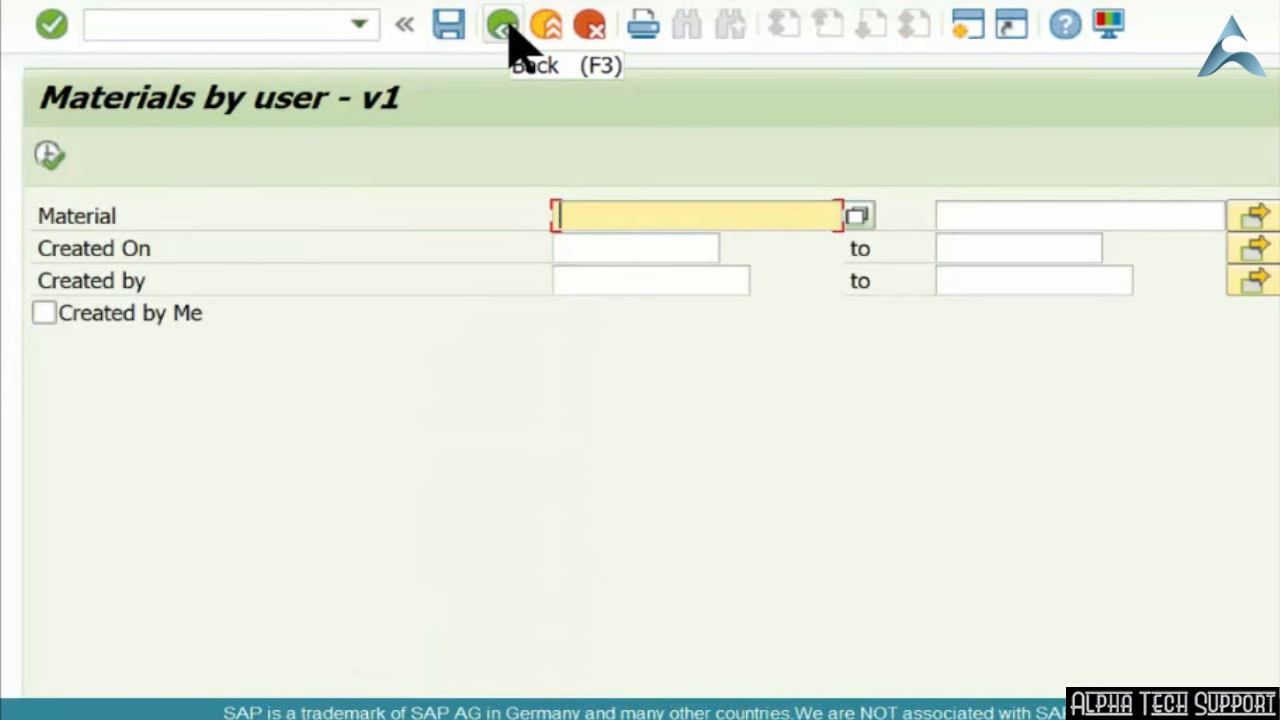 Back (F3)
Materials by user - v1
Material
Created On to
Created by to
Created by Me
SAP is a trademark of SAP AG in Germany and many other countries.We are NOT associated with SAP
ALPHA TECH SUPPORT